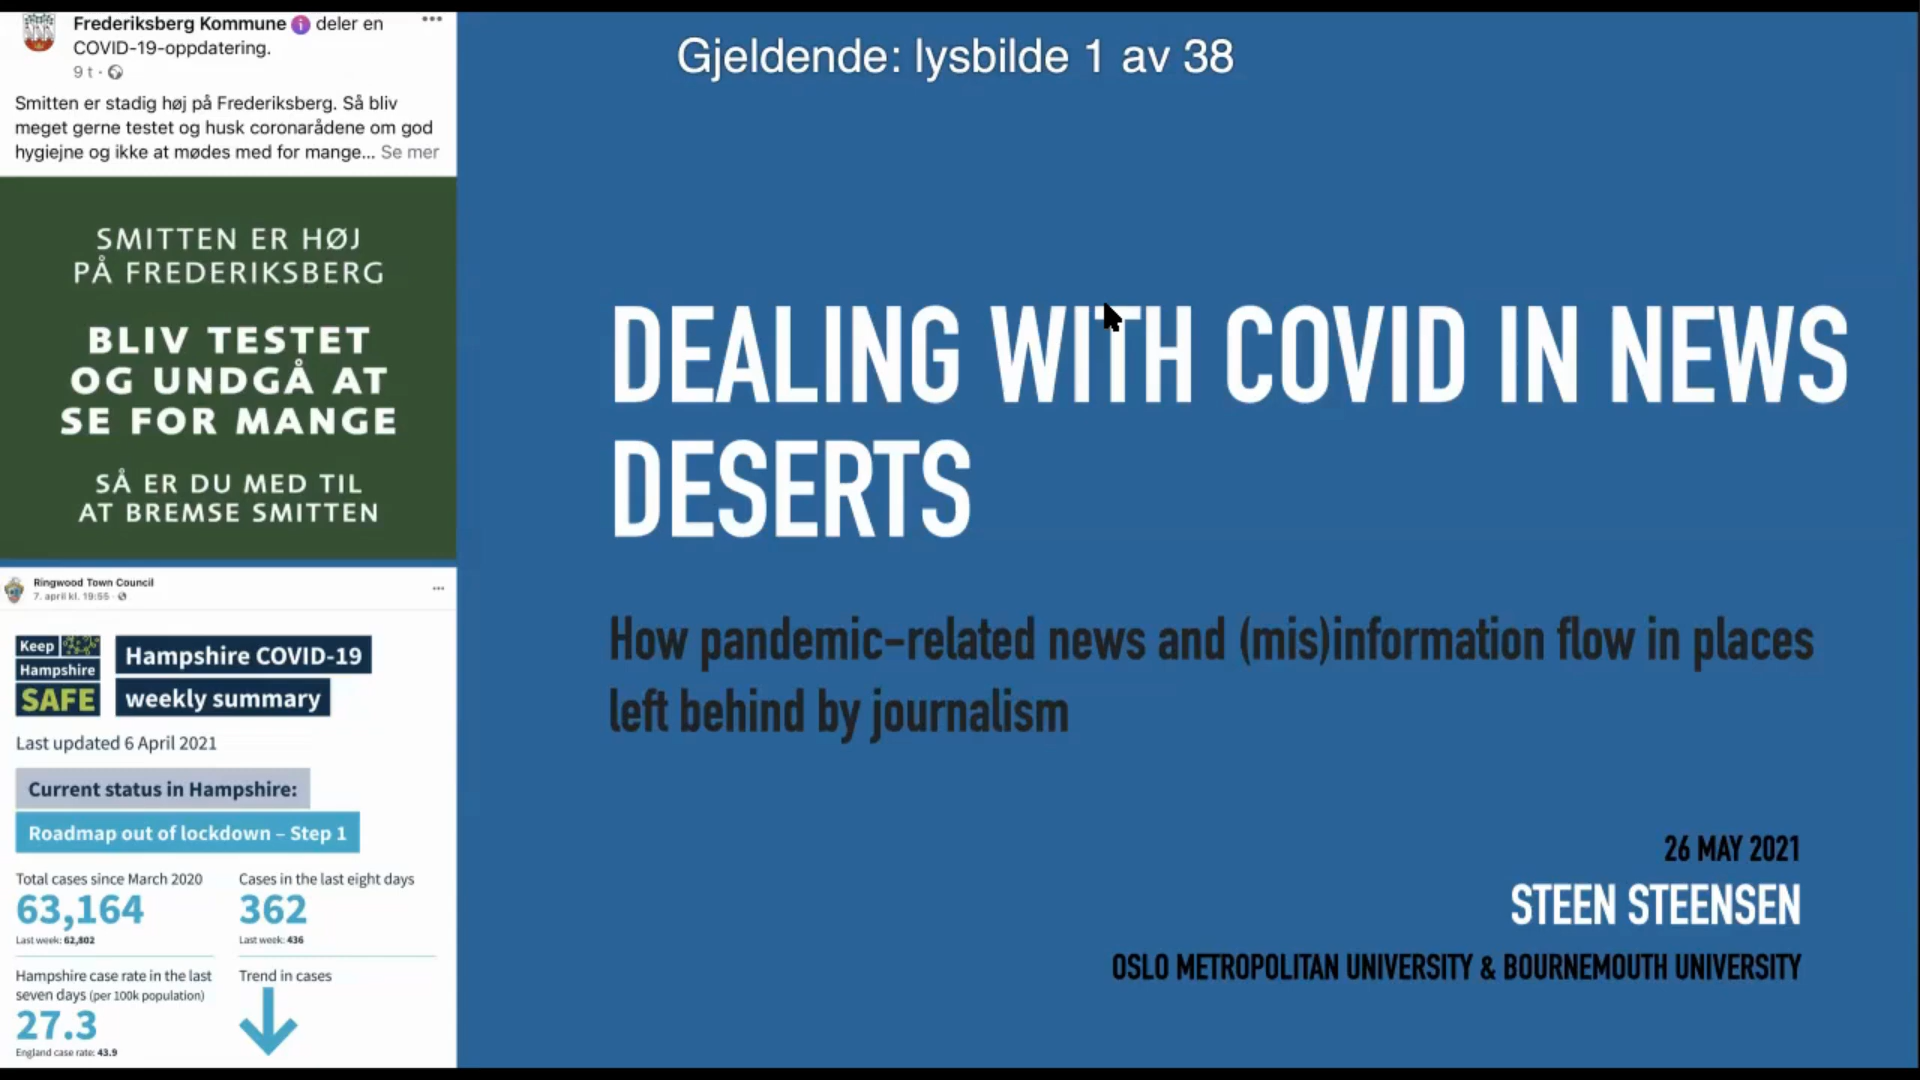 Frederiksberg Kommune deler en
COVID-19-oppdatering.
9 t ·
Smitten er stadig høj på Frederiksberg. Så bliv
meget gerne testet og husk coronarådene om god
hygiejne og ikke at mødes med for mange... Se mer
SMITTEN ER HØJ
PÅ FREDERIKSBERG
BLIV TESTET
OG UNDGÅ AT
SE FOR MANGE
SÅ ER DU MED TIL
AT BREMSE SMITTEN
Ringwood Town Council
7. april kl. 19:55 ·
Keep
Hampshire
SAFE
Hampshire COVID-19
weekly summary
Last updated 6 April 2021
Current status in Hampshire:
Roadmap out of lockdown – Step 1
Total cases since March 2020
63,164
Last week: 62,802
Cases in the last eight days
362
Last week: 436
Hampshire case rate in the last
seven days (per 100k population)
27.3
England case rate: 43.9
Trend in cases
Gjeldende: lysbilde 1 av 38
DEALING WITH COVID IN NEWS
DESERTS
How pandemic-related news and (mis)information flow in places
left behind by journalism
26 MAY 2021
STEEN STEENSEN
OSLO METROPOLITAN UNIVERSITY & BOURNEMOUTH UNIVERSITY